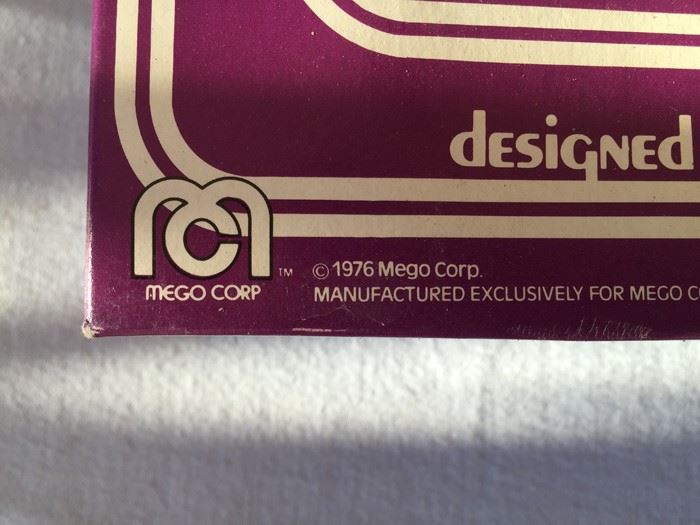 designed
MEGO CORP
TM
© 1976 Mego Corp.
MANUFACTURED EXCLUSIVELY FOR MEGO